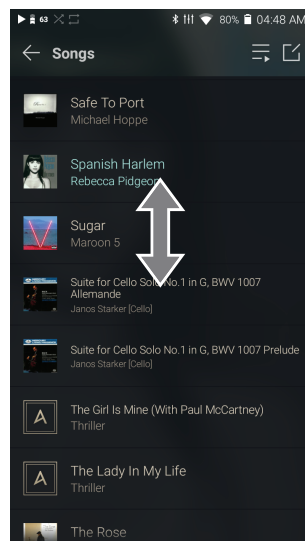 63 80% 04:48 AM
Songs
Safe To Port
Michael Hoppe
Spanish Harlem
Rebecca Pidgeon
Sugar
Maroon 5
Suite for Cello Solo No.1 in G, BWV 1007
Allemande
Janos Starker [Cello]
Suite for Cello Solo No.1 in G, BWV 1007 Prelude
Janos Starker [Cello]
The Girl Is Mine (With Paul McCartney)
Thriller
The Lady In My Life
Thriller
The Rose